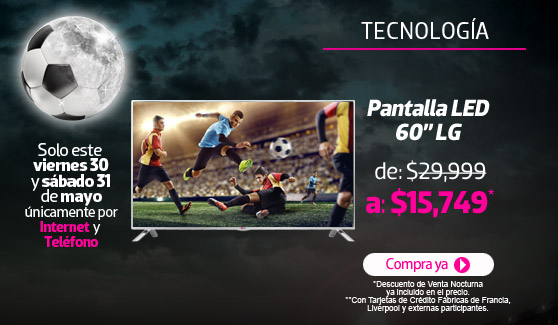 TECNOLOGÍA
Solo este
viernes 30
y sábado 31
de mayo
únicamente por
Internet y
Teléfono
Pantalla LED
60" LG
de: $29,999
a: $15,749*
Compra ya
*Descuento de Venta Nocturna
ya incluido en el precio.
**Con Tarjetas de Crédito Fábricas de Francia,
Liverpool y externas participantes.